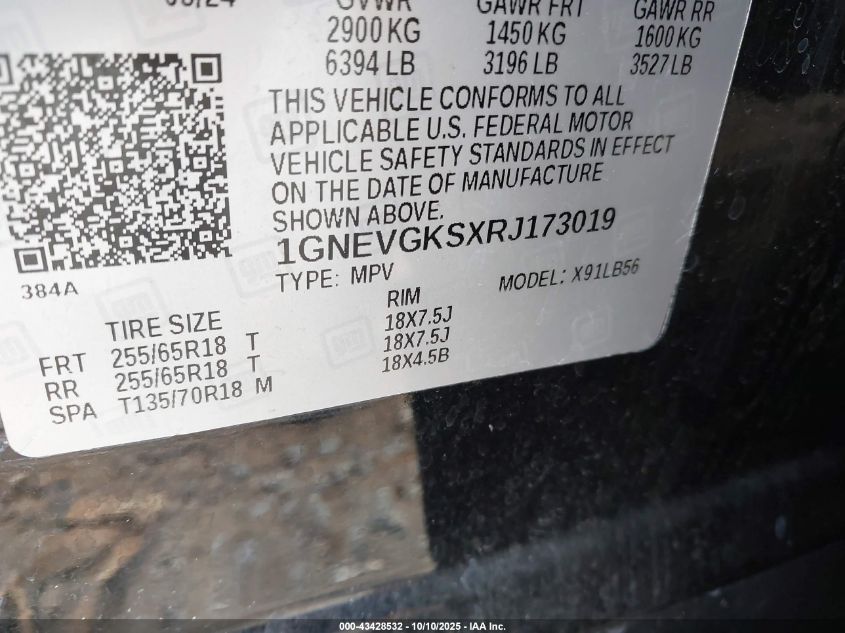 GVWR GAWR FRT GAWR RR
2900 KG 1450 KG 1600 KG
6394 LB 3196 LB 3527 LB
THIS VEHICLE CONFORMS TO ALL
APPLICABLE U.S. FEDERAL MOTOR
VEHICLE SAFETY STANDARDS IN EFFECT
ON THE DATE OF MANUFACTURE
SHOWN ABOVE.
1GNEVGKSXRJ173019
TYPE: MPV MODEL: X91LB56
384A
TIRE SIZE RIM
FRT 255/65R18 T 18X7.5J
RR 255/65R18 T 18X7.5J
SPA T135/70R18 M 18X4.5B
000-43428532 - 10/10/2025 - IAA Inc.